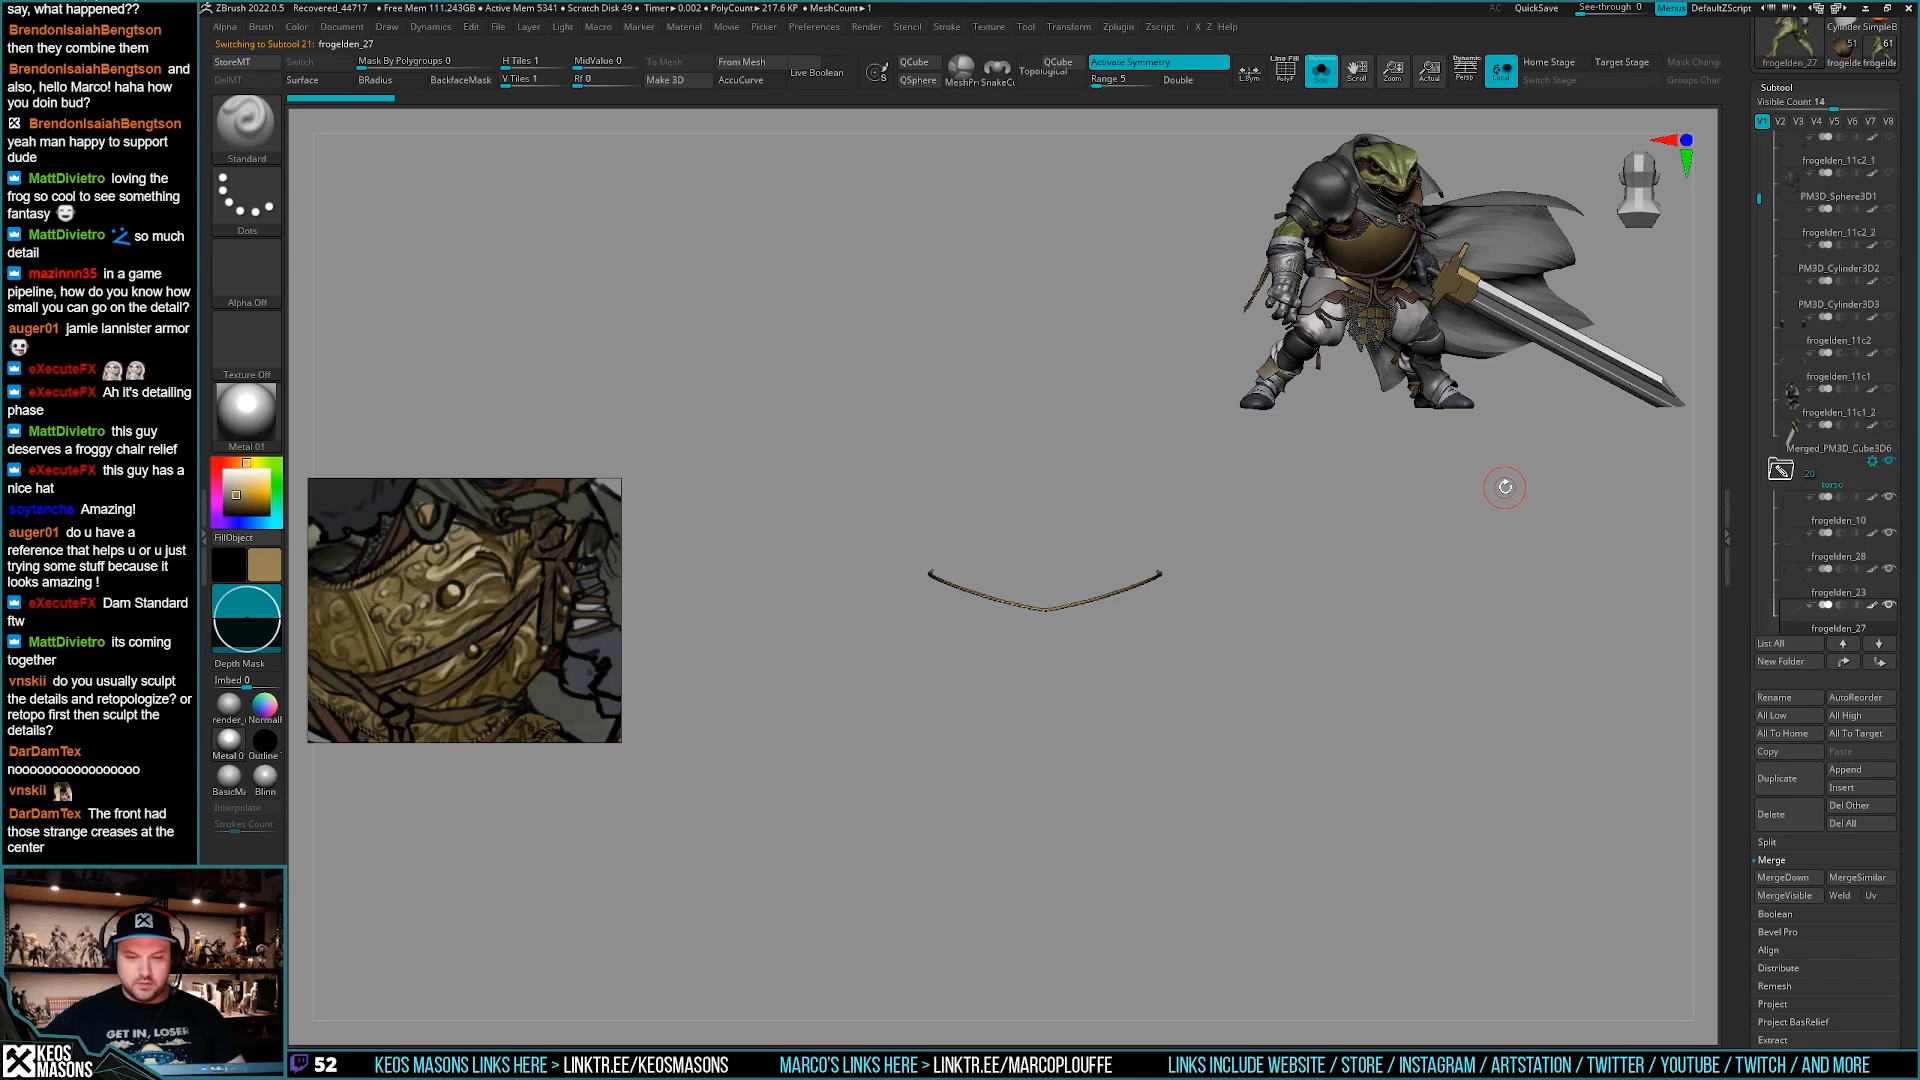 say, what happened??
BrendonIsaiahBengtson
then they combine them
BrendonIsaiahBengtson and
also, hello Marco! haha how
you doin bud?
BrendonIsaiahBengtson
yeah man happy to support
dude
MattDivietro loving the
frog so cool to see something
fantasy
MattDivietro so much
detail
mazinnn35 in a game
pipeline, how do you know how
small you can go on the detail?
auger01 jamie lannister armor
eXecuteFX
eXecuteFX Ah it's detailing
phase
MattDivietro this guy
deserves a froggy chair relief
eXecuteFX this guy has a
nice hat
soytancha Amazing!
auger01 do u have a
reference that helps u or u just
trying some stuff because it
looks amazing !
eXecuteFX Dam Standard
ftw
MattDivietro its coming
together
vnskii do you usually sculpt
the details and retopologize? or
retopo first then sculpt the
details?
DarDamTex
nooooooooooooooooo
vnskii
DarDamTex The front had
those strange creases at the
center
ZBrush 2022.0.5 Recovered_44717 ● Free Mem 111.243GB ● Active Mem 5341 ● Scratch Disk 49 ● Timer ▸ 0.002 ● PolyCount ▸ 217.6 KP ● MeshCount ▸ 1
AC QuickSave See-through 0 Menus DefaultZScript
Alpha Brush Color Document Draw Dynamics Edit File Layer Light Macro Marker Material Movie Picker Preferences Render Stencil Stroke Texture Tool Transform Zplugin Zscript i X Z Help
Switching to Subtool 21: frogelden_27
StoreMT Switch Mask By Polygroups 0 H Tiles 1 MidValue 0 To Mesh From Mesh Live Boolean QCube MeshPr SnakeCu Topological QCube Activate Symmetry L.Sym Line Fill PolyF Dynamic Solo Scroll Zoom Actual Dynamic Persp Local Home Stage Target Stage Mask Chang
DelMT Surface BRadius BackfaceMask V Tiles 1 Rf 0 Make 3D AccuCurve QSphere Range 5 Double Switch Stage Groups Char
Standard
Dots
Alpha Off
Texture Off
Metal 01
FillObject
Depth Mask
Imbed 0
render_ NormalF
Metal 0 Outline
BasicMa Blinn
Interpolate
Strokes Count
Cylinder SimpleB
51 61
frogelden_27 frogelde frogelde
Subtool
Visible Count 14
V1 V2 V3 V4 V5 V6 V7 V8
frogelden_11c2_1
PM3D_Sphere3D1
frogelden_11c2_2
PM3D_Cylinder3D2
PM3D_Cylinder3D3
frogelden_11c2
frogelden_11c1
frogelden_11c1_2
Merged_PM3D_Cube3D6
20
torso
frogelden_10
frogelden_28
frogelden_23
frogelden_27
List All
New Folder
Rename AutoReorder
All Low All High
All To Home All To Target
Copy Paste
Duplicate Append
Insert
Delete Del Other
Del All
Split
Merge
MergeDown MergeSimilar
MergeVisible Weld Uv
Boolean
Bevel Pro
Align
Distribute
Remesh
Project
Project BasRelief
Extract
GET IN, LOSER
KEOS
MASONS
52 KEOS MASONS LINKS HERE > LINKTR.EE/KEOSMASONS MARCO'S LINKS HERE > LINKTR.EE/MARCOPLOUFFE LINKS INCLUDE WEBSITE / STORE / INSTAGRAM / ARTSTATION / TWITTER / YOUTUBE / TWITCH / AND MORE